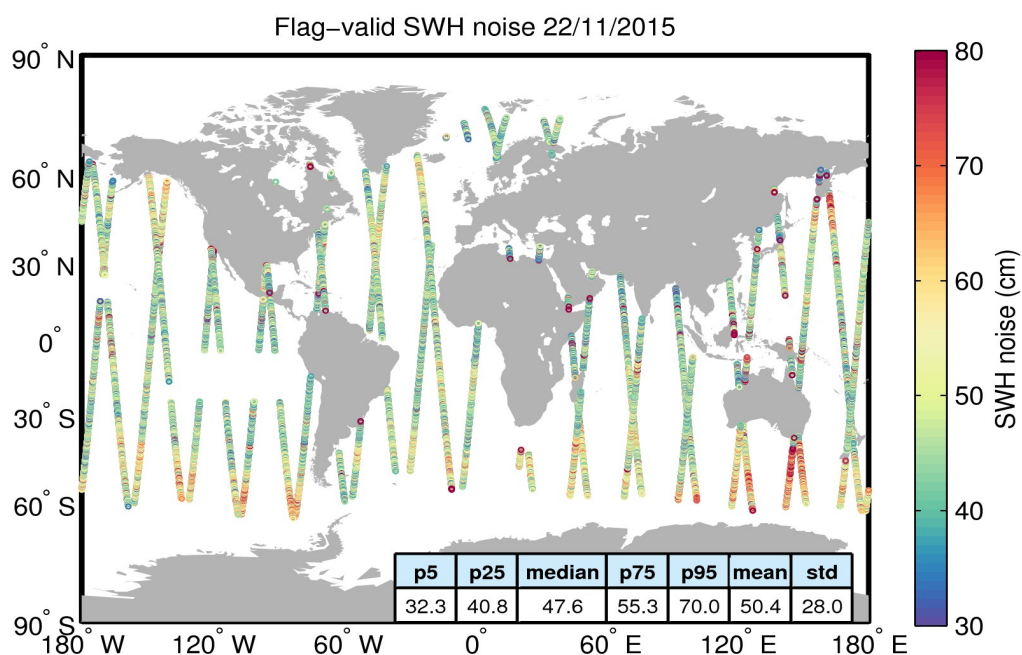 Flag−valid SWH noise 22/11/2015
90° N
60° N
30° N
0°
30° S
60° S
90° S
180° W
120° W
60° W
0°
60° E
120° E
180° E
80
70
60
50
40
30
SWH noise (cm)
p5 p25 median p75 p95 mean std
32.3 40.8 47.6 55.3 70.0 50.4 28.0